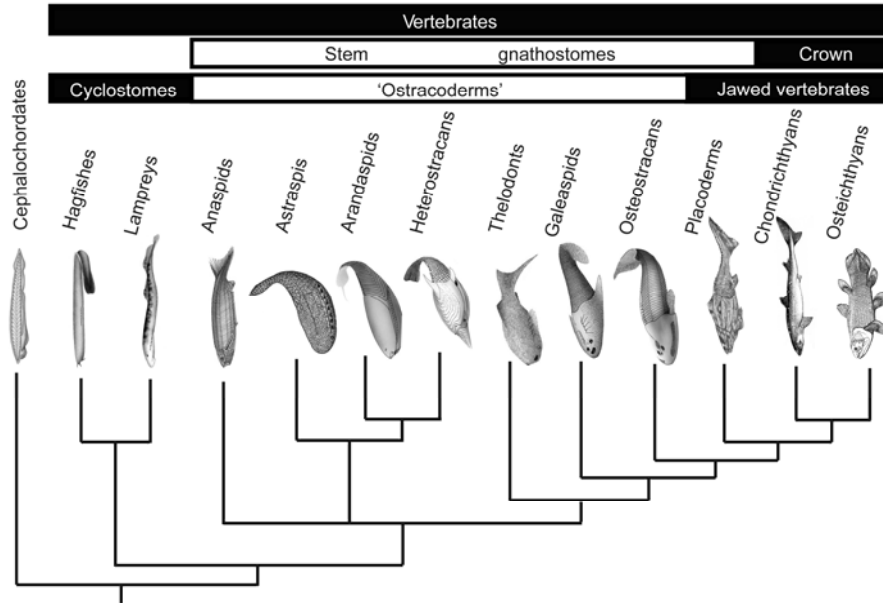 Vertebrates
Stem gnathostomes Crown
Cyclostomes 'Ostracoderms' Jawed vertebrates
Cephalochordates
Hagfishes
Lampreys
Anaspids
Astraspis
Arandaspids
Heterostracans
Thelodonts
Galeaspids
Osteostracans
Placoderms
Chondrichthyans
Osteichthyans